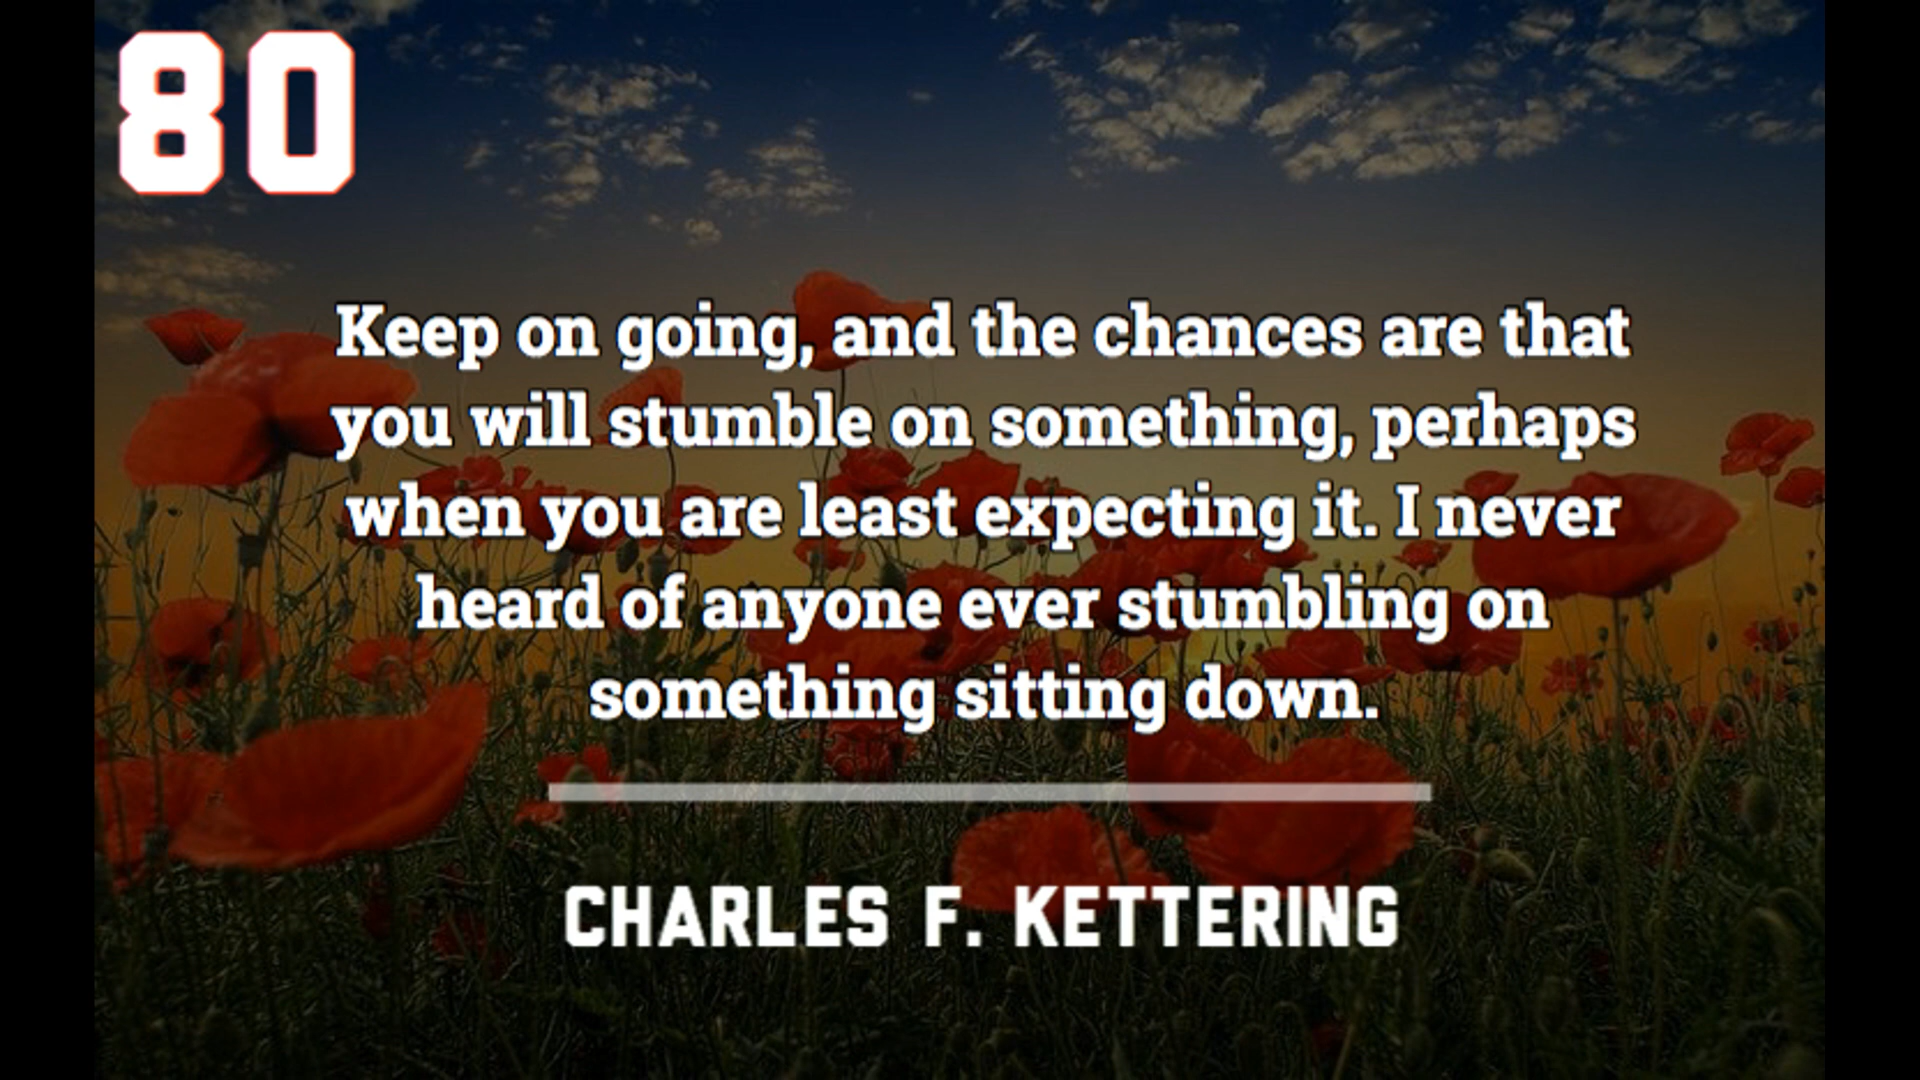 80
Keep on going, and the chances are that
you will stumble on something, perhaps
when you are least expecting it. I never
heard of anyone ever stumbling on
something sitting down.
CHARLES F. KETTERING